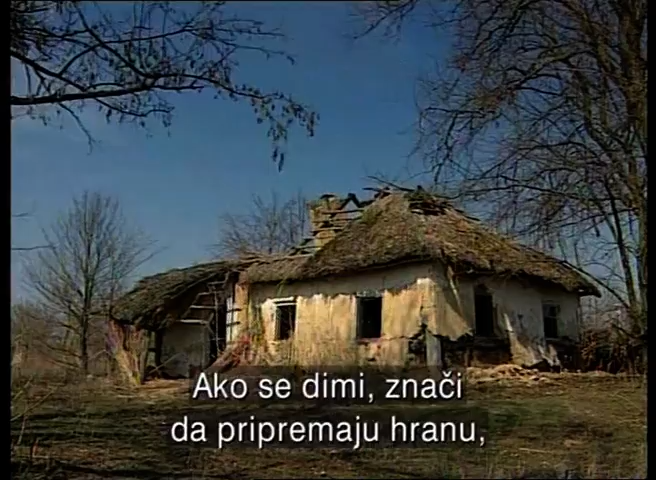 Ako se dimi, znači
da pripremaju hranu,